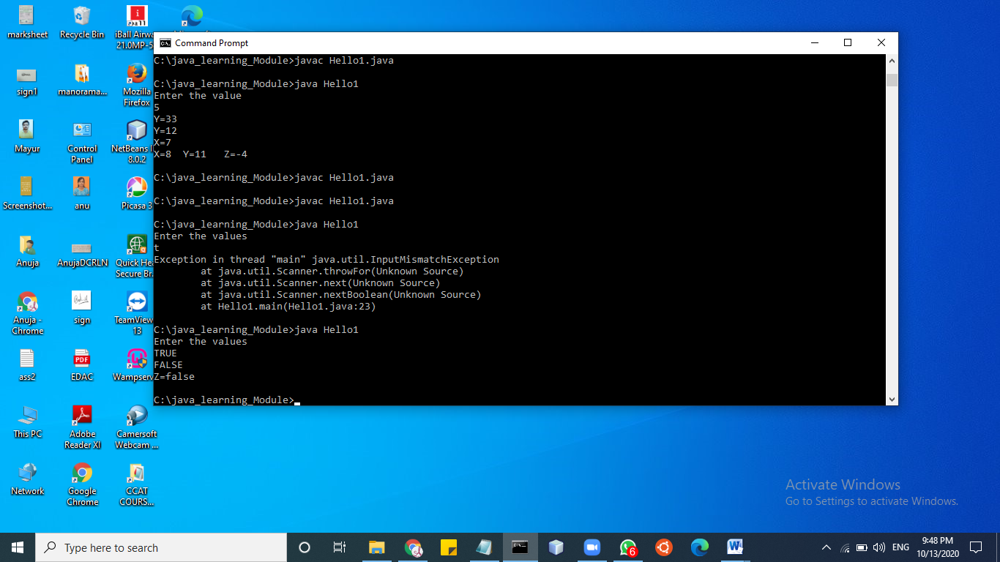 marksheet
Recycle Bin
iBall Airwa
21.0MP-5
sign1
manorama...
Mozilla
Firefox
Mayur
Control
Panel
NetBeans I
8.0.2
Screenshot...
anu
Picasa 3
Anuja
AnujaDCRLN
Quick Hea
Secure Br...
Anuja -
Chrome
sign
TeamView
13
ass2
PDF
EDAC
Wampserv
This PC
Adobe
Reader XI
Camersoft
Webcam ...
Network
Google
Chrome
CCAT
COURS...
Command Prompt
C:\java_learning_Module>javac Hello1.java
C:\java_learning_Module>java Hello1
Enter the value
5
Y=33
Y=12
X=7
X=8  Y=11   Z=-4
C:\java_learning_Module>javac Hello1.java
C:\java_learning_Module>javac Hello1.java
C:\java_learning_Module>java Hello1
Enter the values
t
Exception in thread "main" java.util.InputMismatchException
        at java.util.Scanner.throwFor(Unknown Source)
        at java.util.Scanner.next(Unknown Source)
        at java.util.Scanner.nextBoolean(Unknown Source)
        at Hello1.main(Hello1.java:23)
C:\java_learning_Module>java Hello1
Enter the values
TRUE
FALSE
Z=false
C:\java_learning_Module>
Activate Windows
Go to Settings to activate Windows.
Type here to search
6
ENG
9:48 PM
10/13/2020